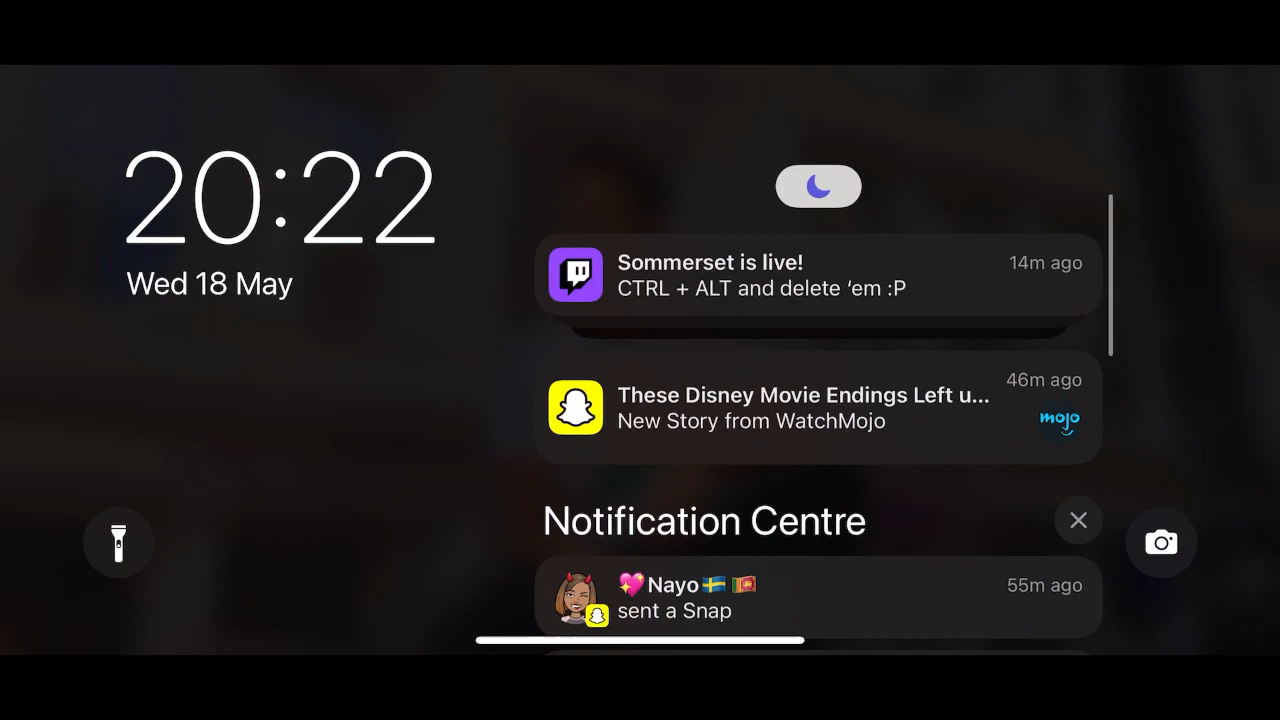 20:22
Wed 18 May
Sommerset is live!
14m ago
CTRL + ALT and delete ‘em :P
46m ago
These Disney Movie Endings Left u...
New Story from WatchMojo
mojo
Notification Centre
💖Nayo🇸🇪🇱🇰
55m ago
sent a Snap